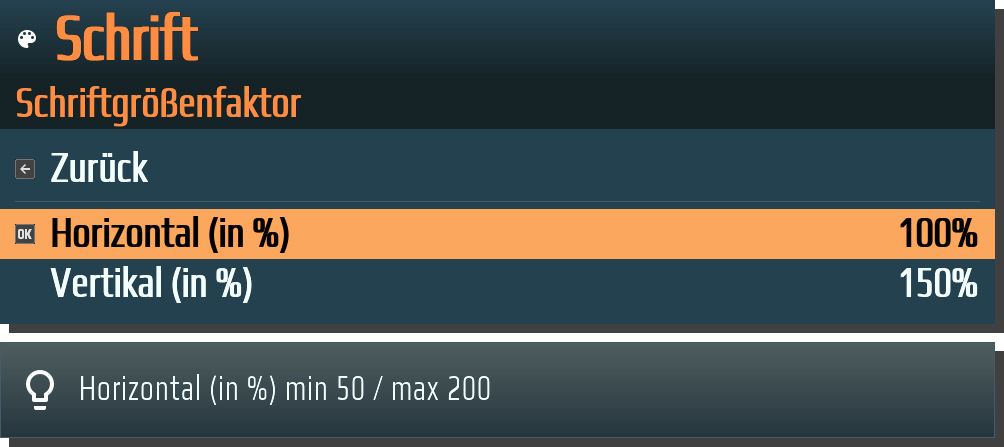 Schrift
Schriftgrößenfaktor
Zurück
OK Horizontal (in %) 100%
Vertikal (in %) 150%
Horizontal (in %) min 50 / max 200